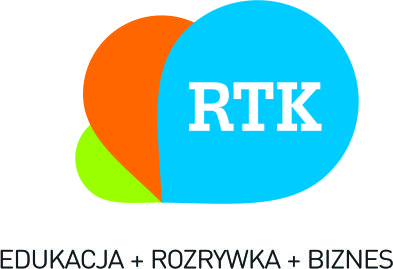 RTK
EDUKACJA + ROZRYWKA + BIZNES